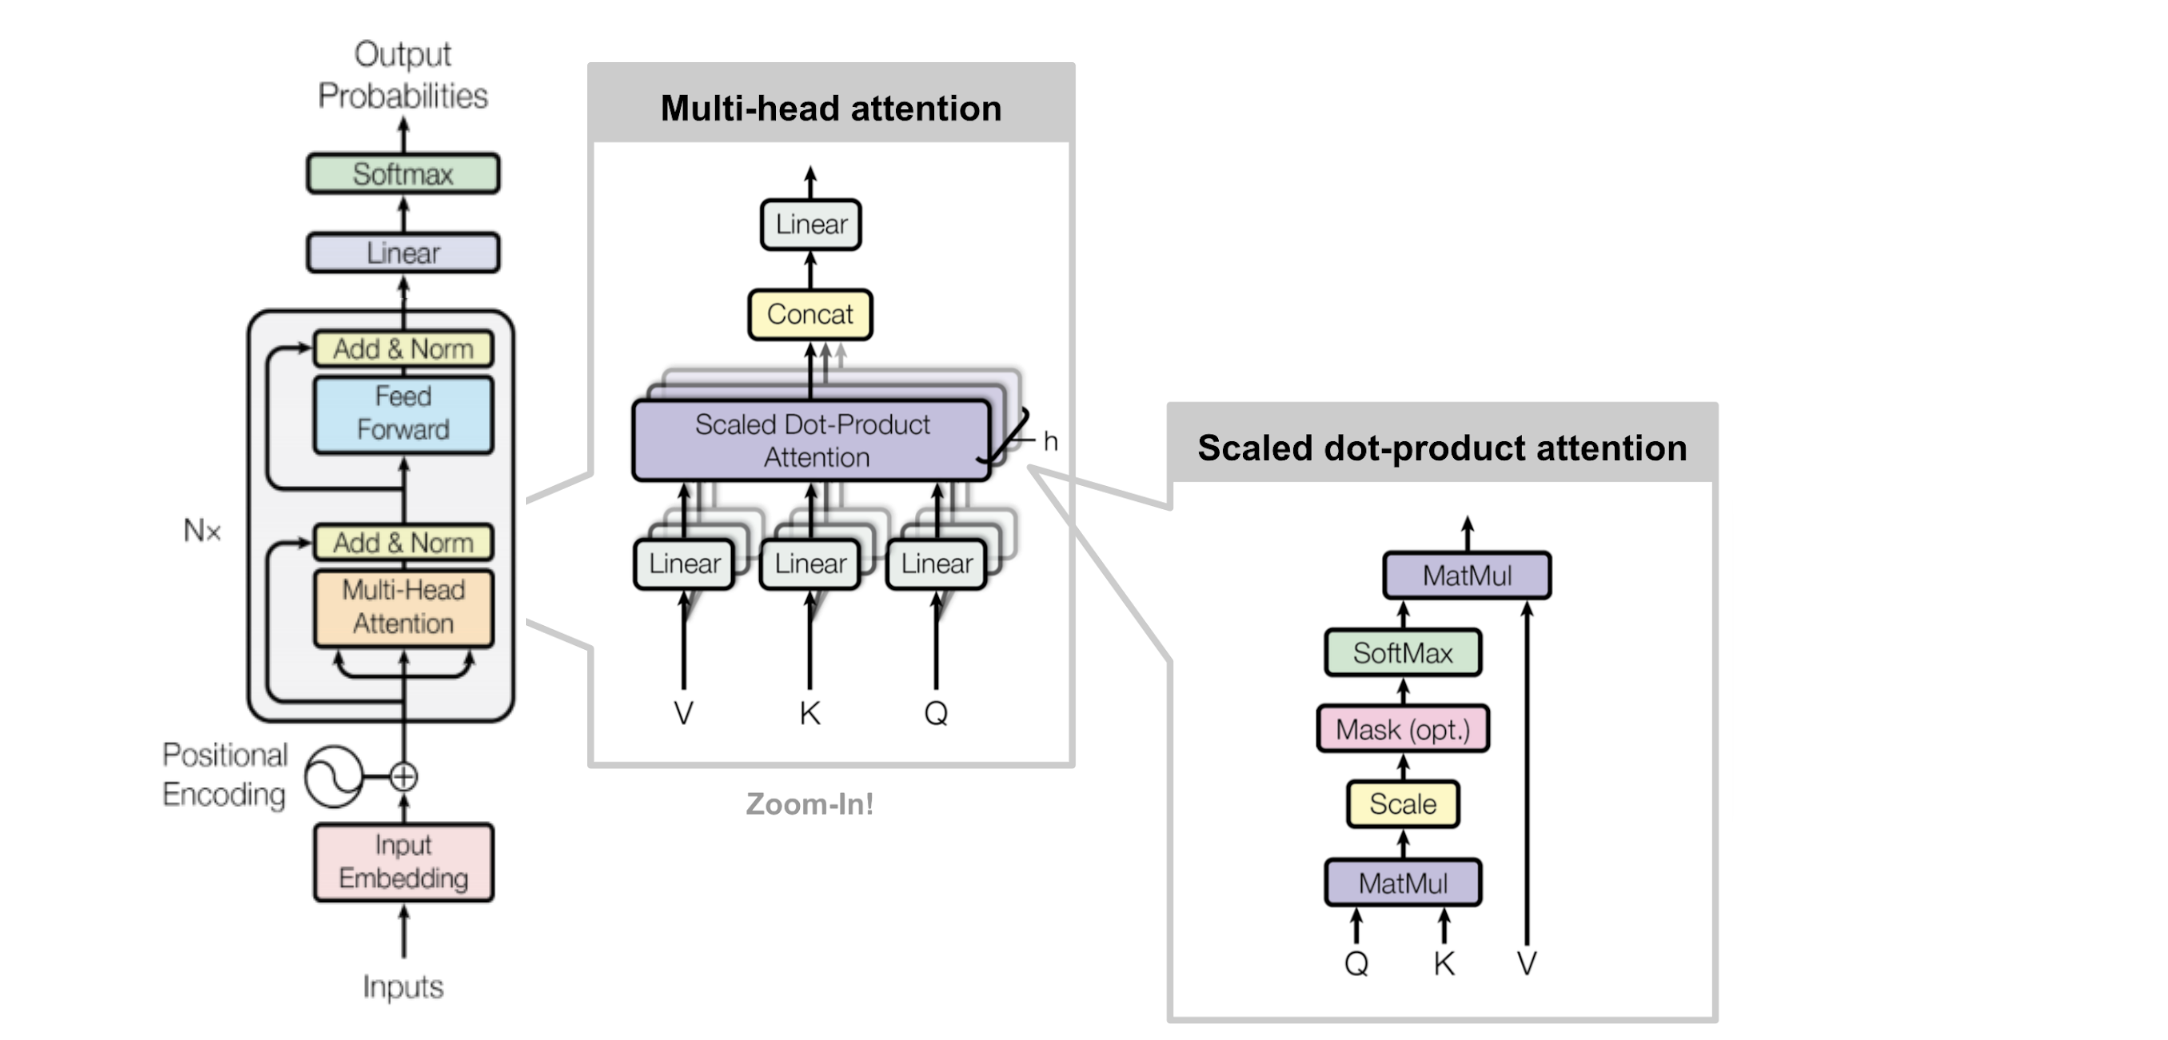 Output
Probabilities
Softmax
Linear
Add & Norm
Feed
Forward
Add & Norm
Multi-Head
Attention
N×
Positional
Encoding
Input
Embedding
Inputs
Multi-head attention
Linear
Concat
Scaled Dot-Product
Attention
h
Linear Linear Linear
V K Q
Zoom-In!
Scaled dot-product attention
MatMul
SoftMax
Mask (opt.)
Scale
MatMul
Q K V